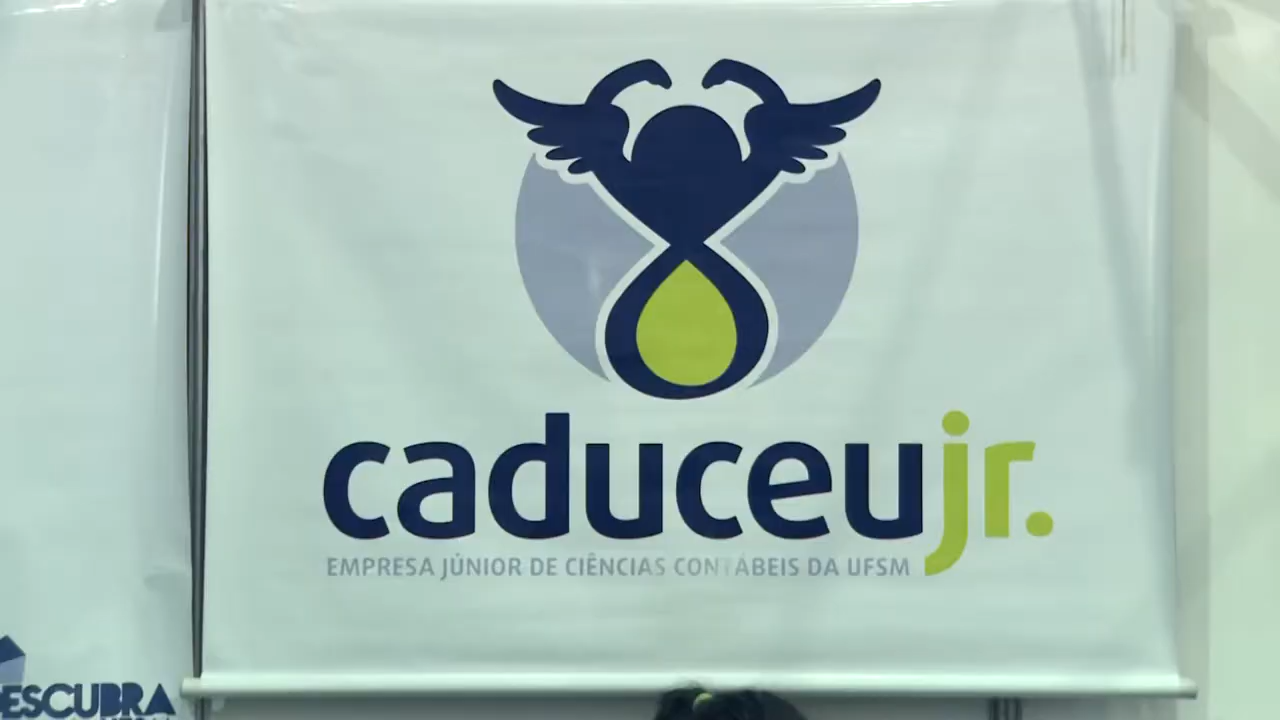 caduceujr.
EMPRESA JÚNIOR DE CIÊNCIAS CONTÁBEIS DA UFSM
ESCUBRA